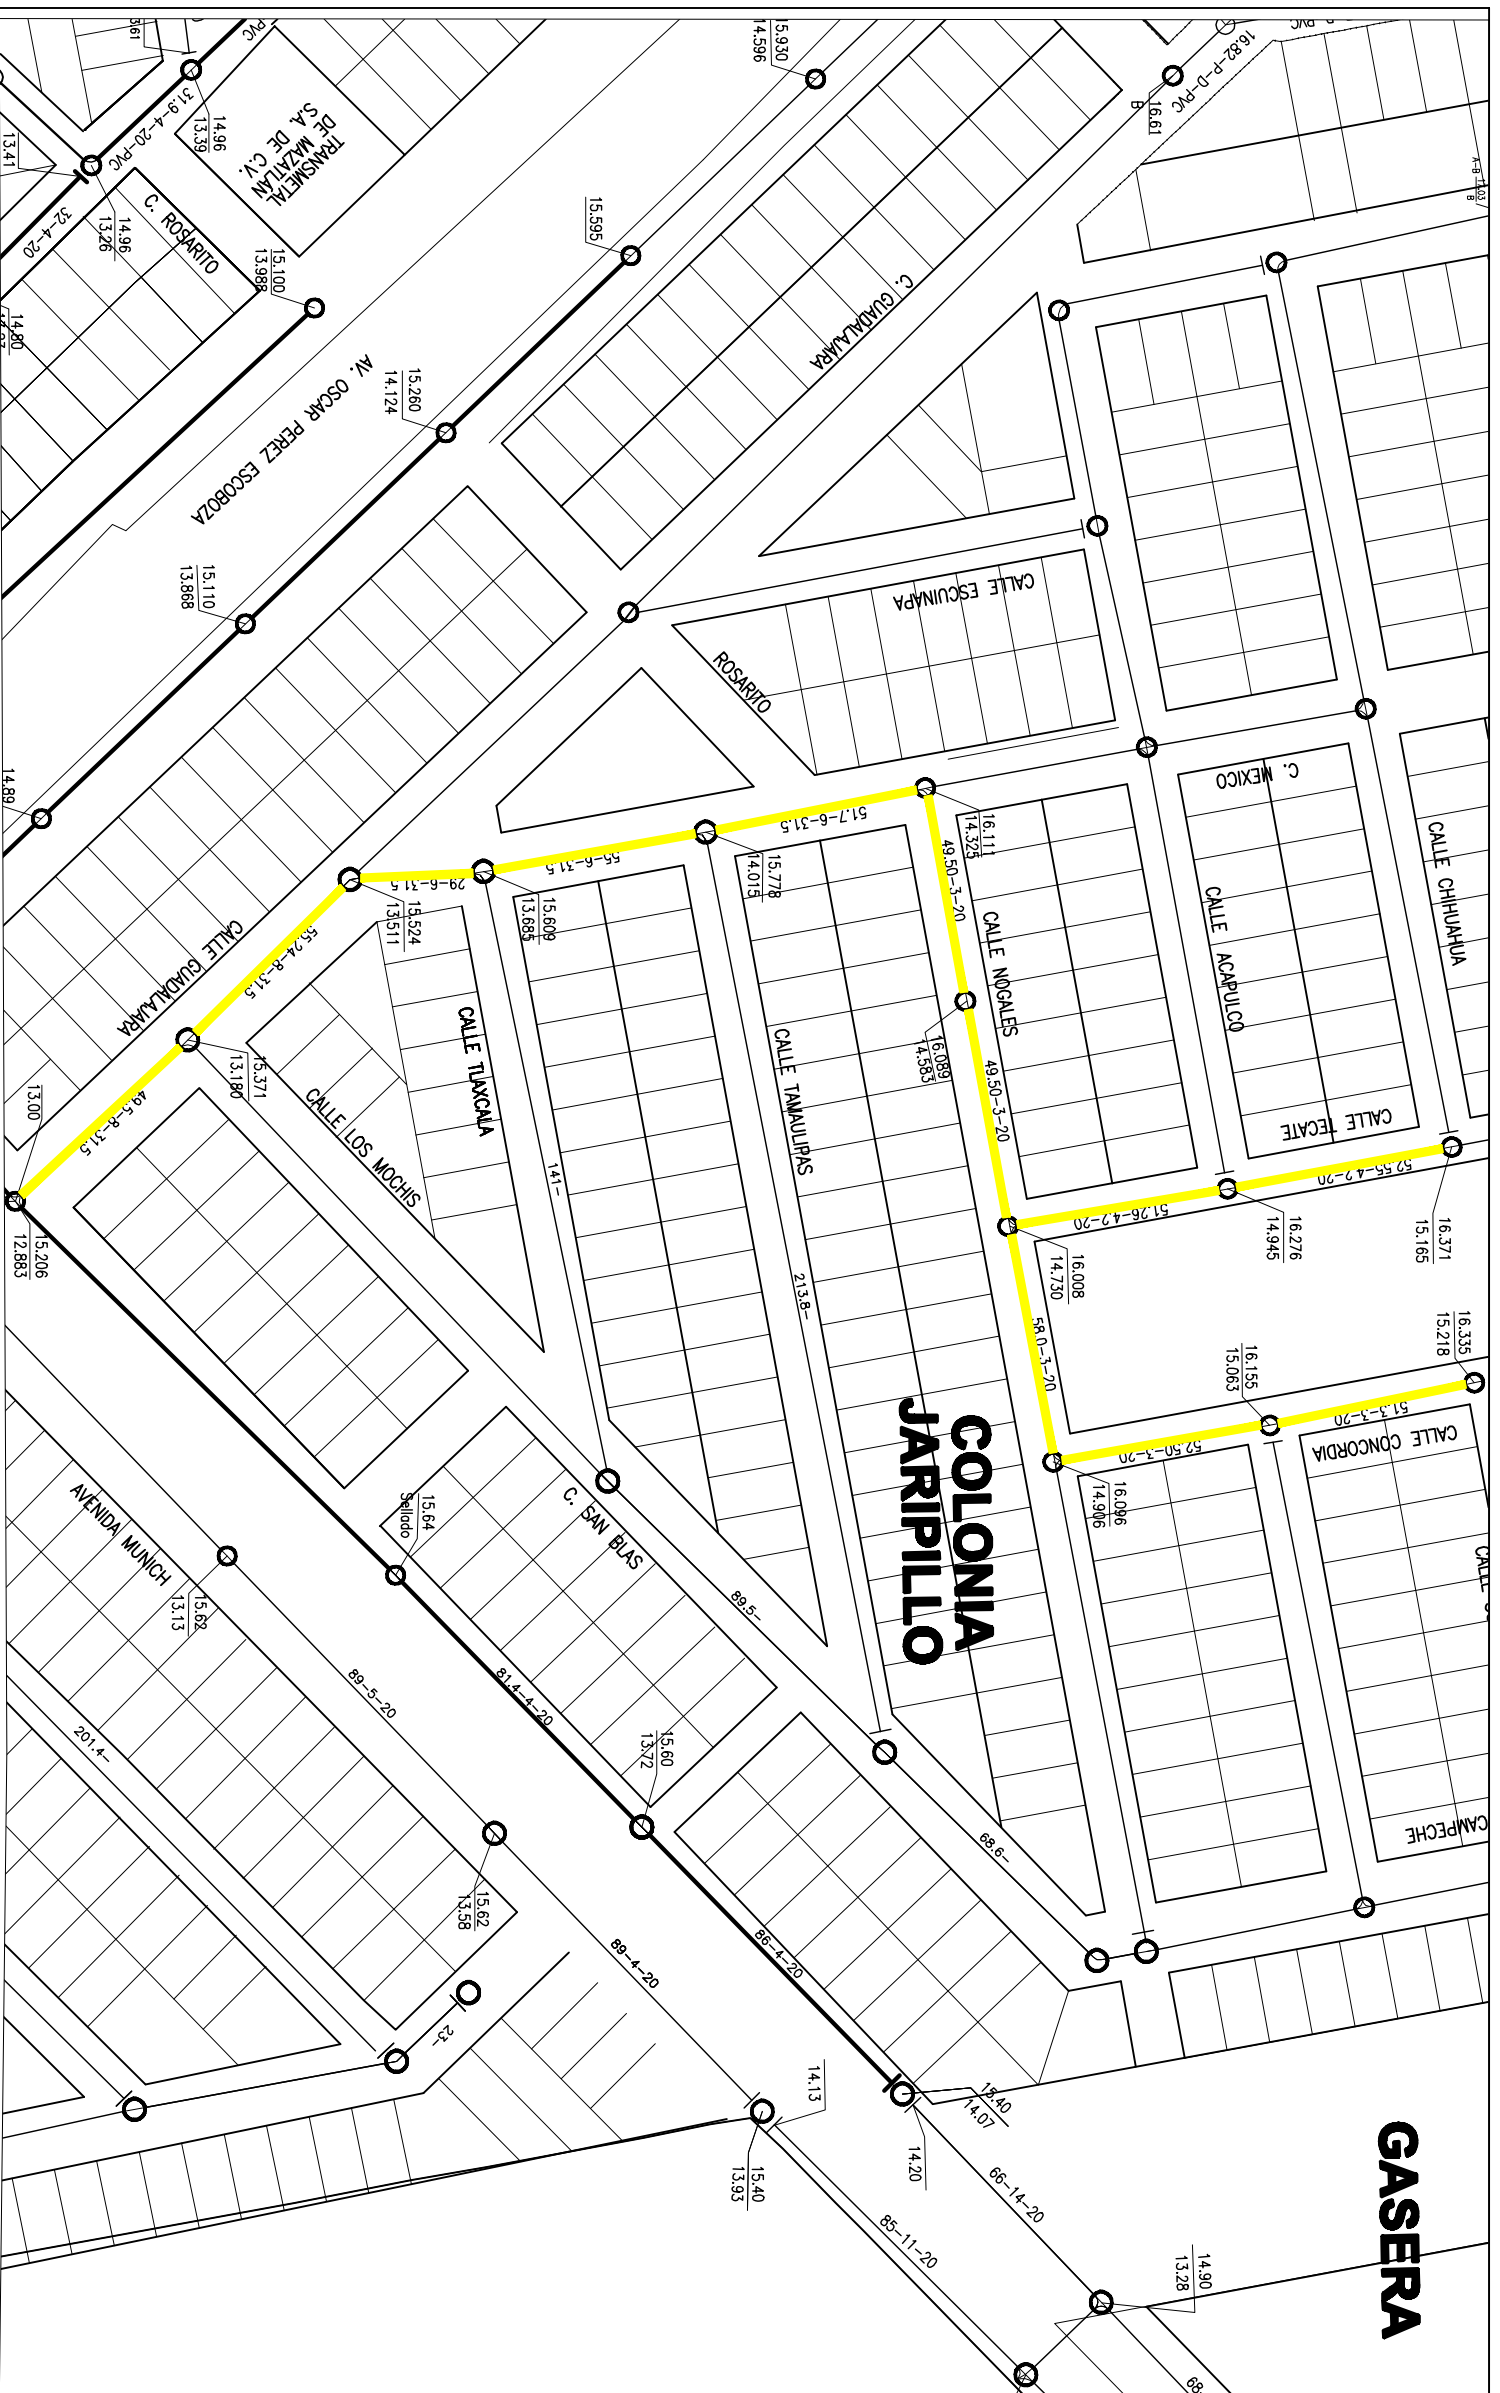 15.930
14.596
PVC
16.82-P-D-PVC
16.61
B
A-B 17.03
B
TRANSMETAL
DE MAZATLAN
S.A. DE C.V.
14.96
13.39
31.9-4-20-PVC
13.41
32-4-20
14.96
13.26
C. ROSARITO
15.100
13.988
14.80
15.595
AV. OSCAR PEREZ ESCOBOZA
15.260
14.124
15.110
13.868
14.89
C. GUADALAJARA
CALLE ESCUINAPA
ROSARITO
C. MEXICO
CALLE CHIHUAHUA
CALLE ACAPULCO
CALLE TECATE
CALLE NOGALES
16.111
14.325
51.7-6-31.5
49.50-3-20
15.778
14.015
55-6-31.5
15.609
13.685
29-6-31.5
15.524
13.511
55.24-8-31.5
CALLE GUADALAJARA
15.371
13.180
49.5-8-31.5
13.00
15.206
12.883
CALLE LOS MOCHIS
CALLE TLAXCALA
CALLE TAMAULIPAS
141-
213.8-
16.089
14.583
49.50-3-20
16.008
14.730
51.26-4.2-20
52.55-4.2-20
16.276
14.945
16.371
15.165
58.0-3-20
16.335
15.218
16.155
15.063
51.3-3-20
52.50-3-20
16.096
14.906
CALLE CONCORDIA
CALLE
CAMPECHE
COLONIA
JARIPILLO
C. SAN BLAS
15.64
Sellado
AVENIDA MUNICH
15.62
13.13
89.5-
89-5-20
81.4-4-20
201.4-
15.60
13.72
68.6-
15.62
13.58
86-4-20
89-4-20
23-
14.13
15.40
14.07
14.20
15.40
13.93
66-14-20
85-11-20
14.90
13.28
68-
GASERA